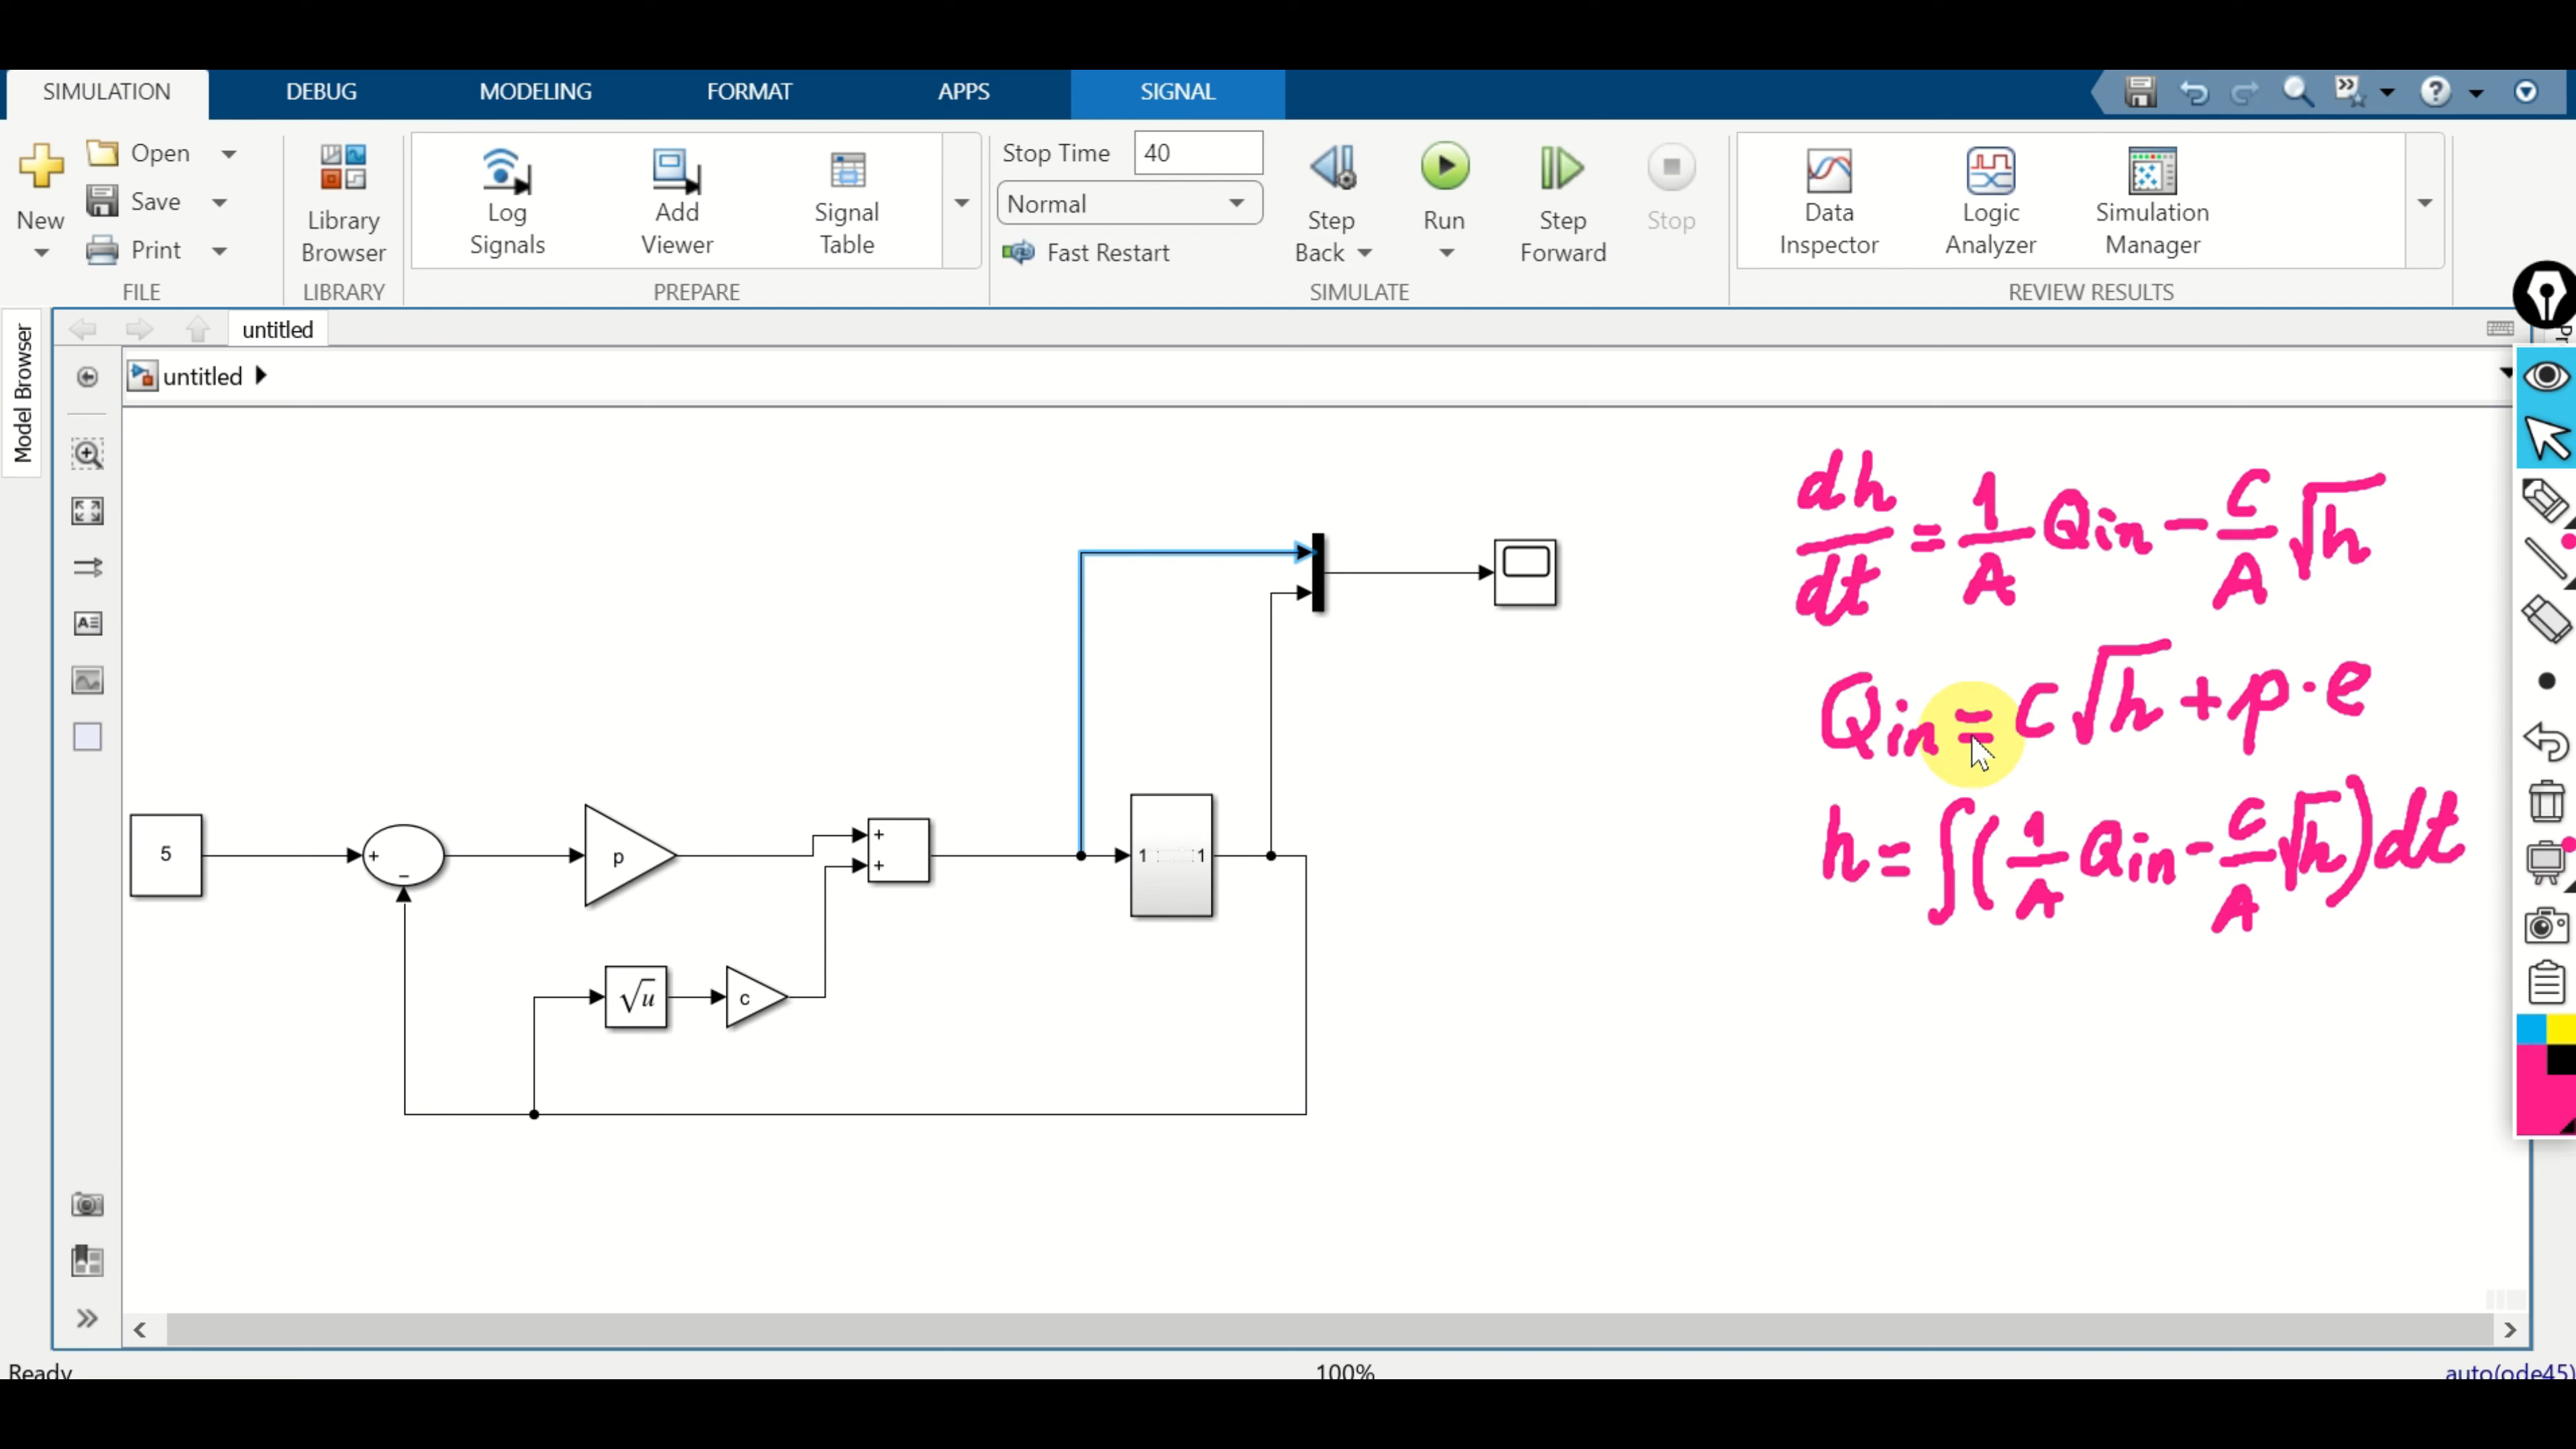 SIMULATION DEBUG MODELING FORMAT APPS SIGNAL
New
Open
Save
Print
FILE
Library
Browser
LIBRARY
Log
Signals
Add
Viewer
Signal
Table
PREPARE
Stop Time 40
Normal
Fast Restart
Step
Back
Run
Step
Forward
Stop
SIMULATE
Data
Inspector
Logic
Analyzer
Simulation
Manager
REVIEW RESULTS
Model Browser
untitled
untitled
dh/dt = 1/A Qin - c/A √h
Qin = c √h + p·e
h = ∫(1/A Qin - c/A √h) dt
5
+
−
p
+
+
1 1
√u
c
Ready 100% auto(ode45)